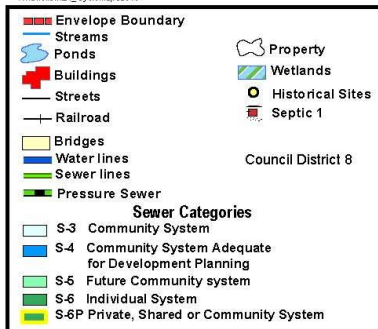 Envelope Boundary
Streams
Ponds
Buildings
Streets
Railroad
Bridges
Water lines
Sewer lines
Pressure Sewer
Property
Wetlands
Historical Sites
Septic 1
Council District 8
Sewer Categories
S-3 Community System
S-4 Community System Adequate
for Development Planning
S-5 Future Community system
S-6 Individual System
S-6P Private, Shared or Community System